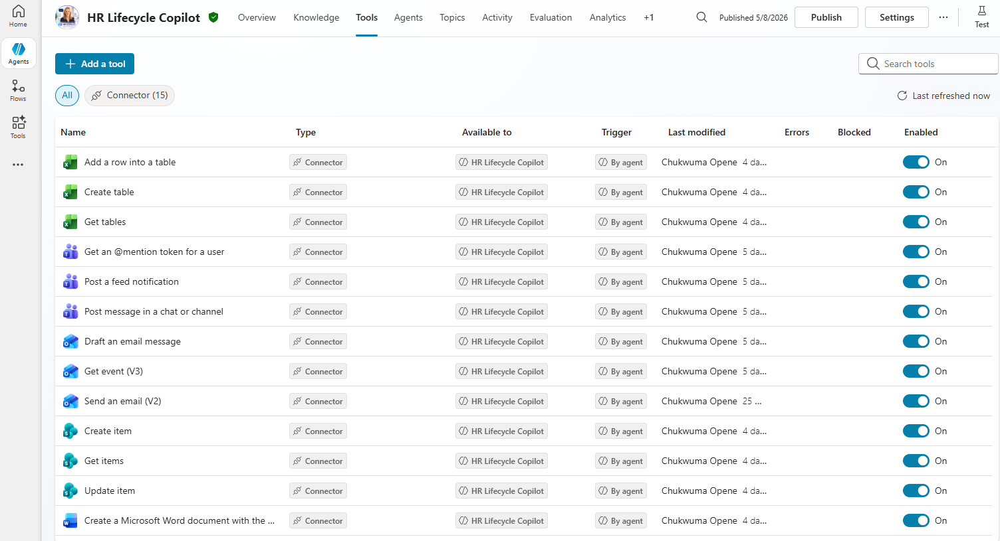 HR Lifecycle Copilot Overview Knowledge Tools Agents Topics Activity Evaluation Analytics +1 Published 5/8/2026 Publish Settings ... Test
Home
Agents
Flows
Tools
+ Add a tool
Search tools
All Connector (15)
Last refreshed now
Name Type Available to Trigger Last modified Errors Blocked Enabled
Add a row into a table Connector HR Lifecycle Copilot By agent Chukwuma Opene 4 da... On
Create table Connector HR Lifecycle Copilot By agent Chukwuma Opene 4 da... On
Get tables Connector HR Lifecycle Copilot By agent Chukwuma Opene 4 da... On
Get an @mention token for a user Connector HR Lifecycle Copilot By agent Chukwuma Opene 5 da... On
Post a feed notification Connector HR Lifecycle Copilot By agent Chukwuma Opene 5 da... On
Post message in a chat or channel Connector HR Lifecycle Copilot By agent Chukwuma Opene 5 da... On
Draft an email message Connector HR Lifecycle Copilot By agent Chukwuma Opene 5 da... On
Get event (V3) Connector HR Lifecycle Copilot By agent Chukwuma Opene 5 da... On
Send an email (V2) Connector HR Lifecycle Copilot By agent Chukwuma Opene 25 ... On
Create item Connector HR Lifecycle Copilot By agent Chukwuma Opene 4 da... On
Get items Connector HR Lifecycle Copilot By agent Chukwuma Opene 4 da... On
Update item Connector HR Lifecycle Copilot By agent Chukwuma Opene 4 da... On
Create a Microsoft Word document with the ... Connector HR Lifecycle Copilot By agent Chukwuma Opene 4 da... On